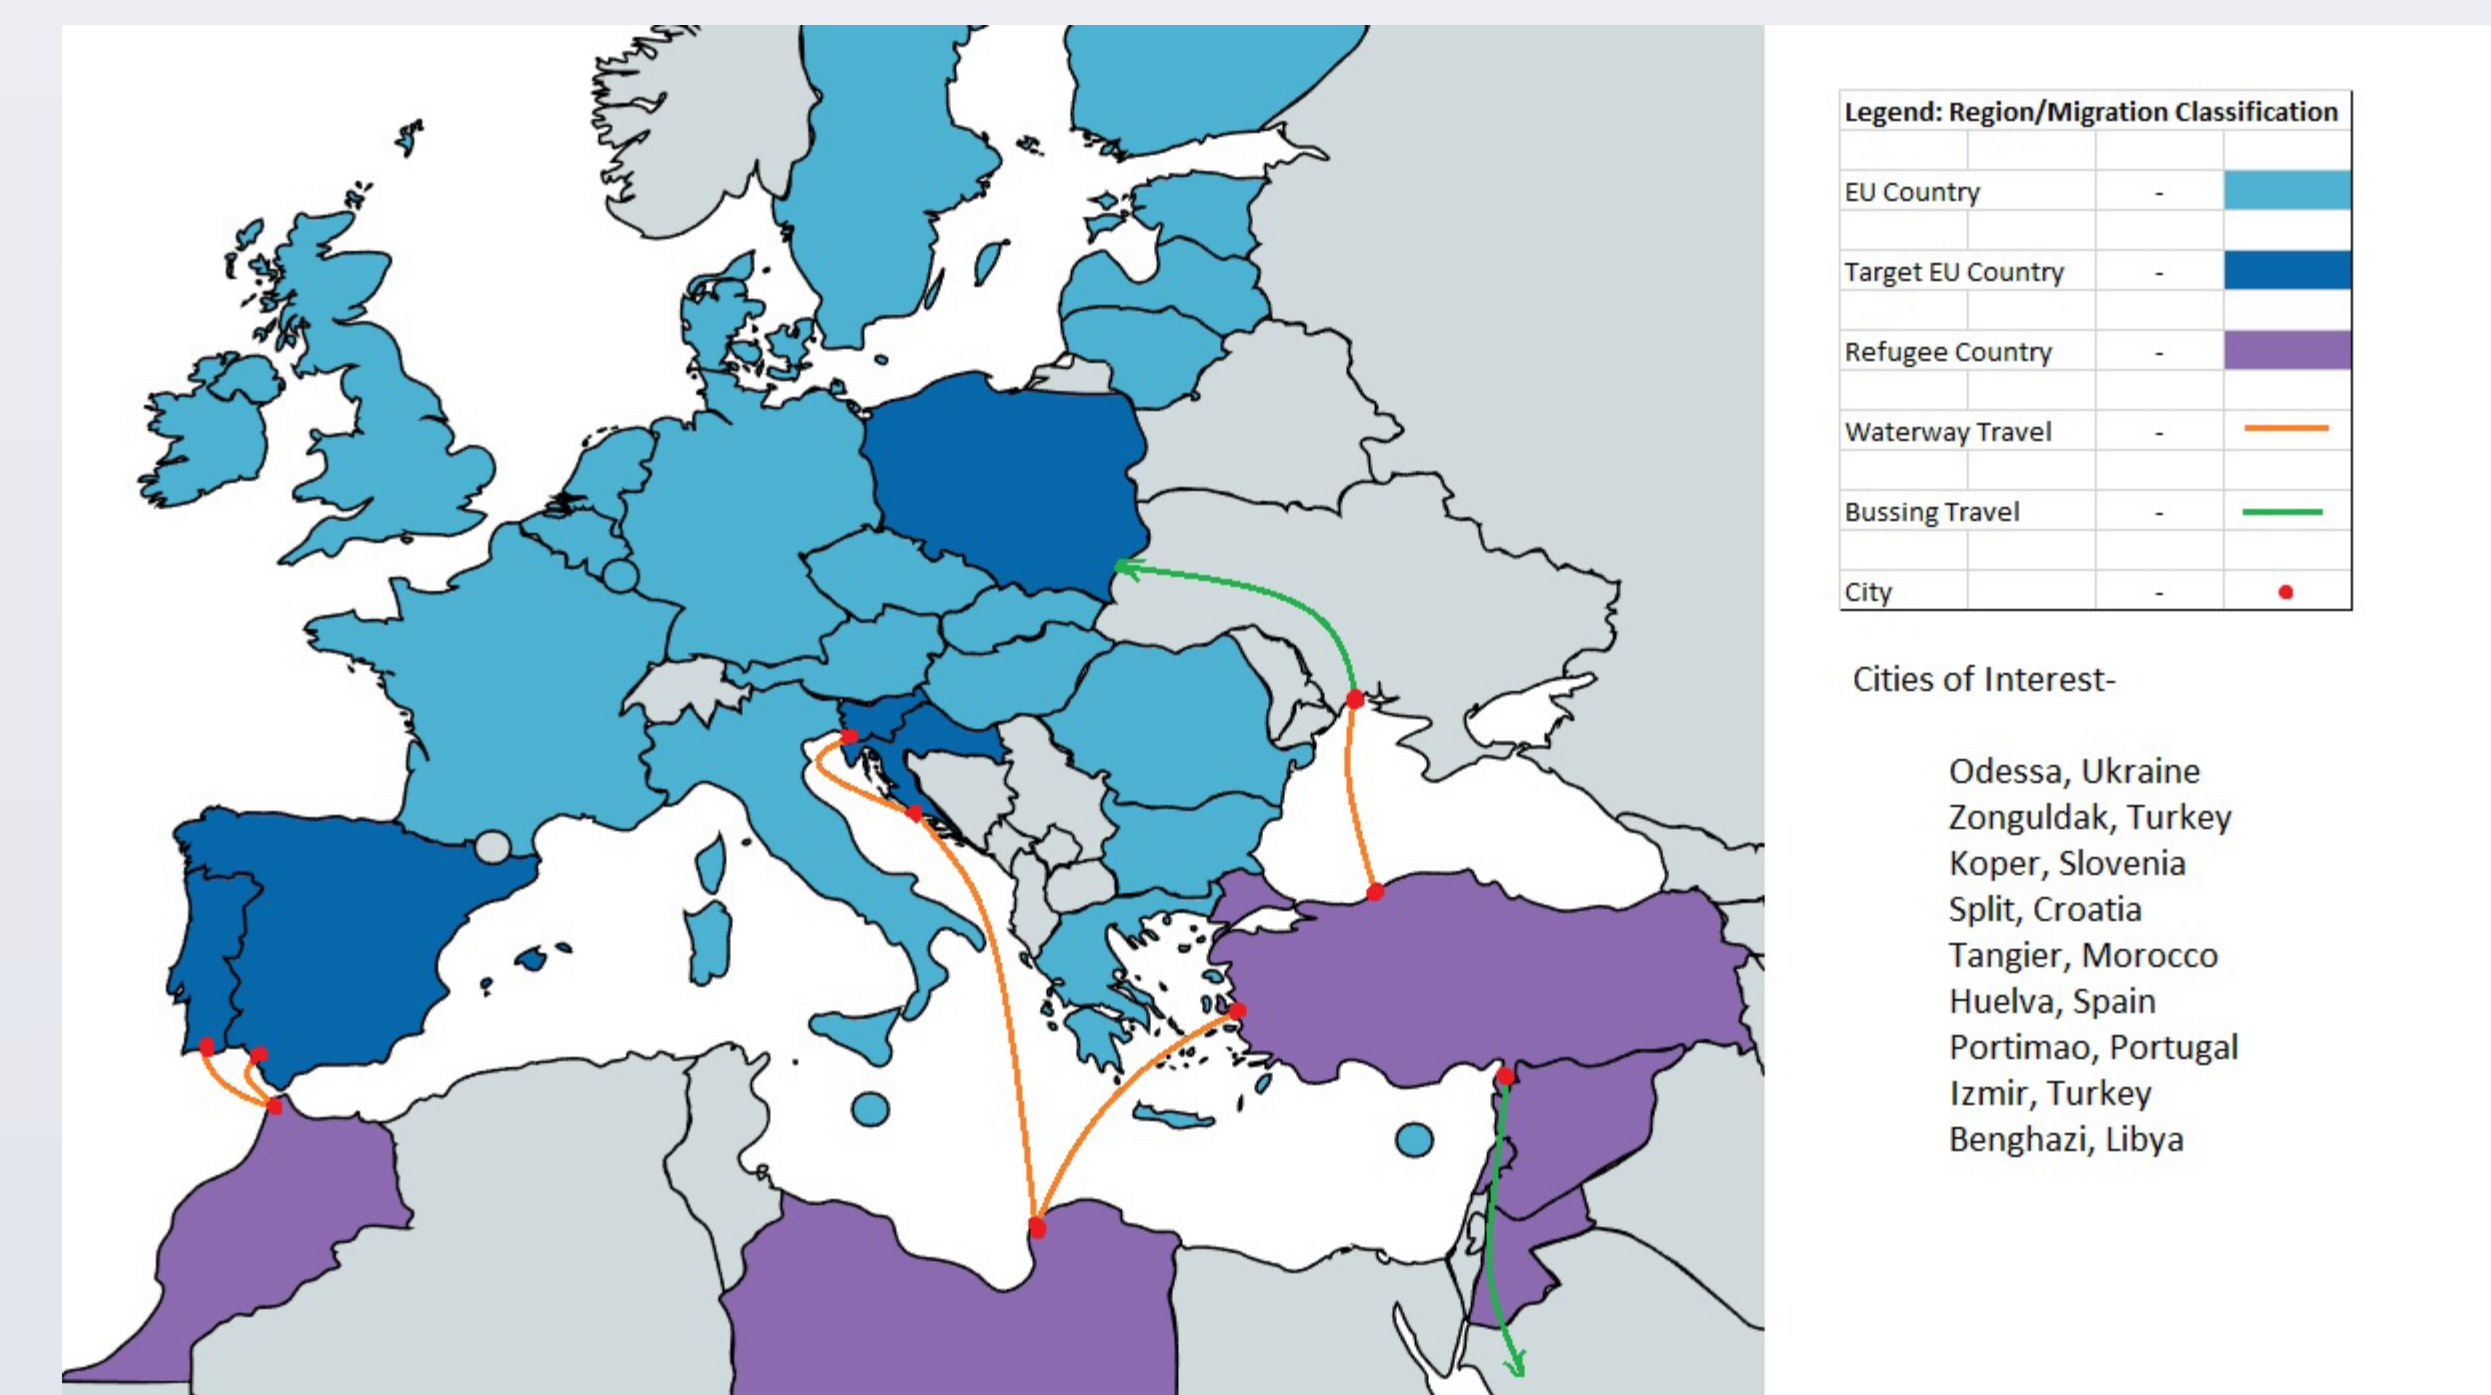 Legend: Region/Migration Classification
EU Country -
Target EU Country -
Refugee Country -
Waterway Travel -
Bussing Travel -
City -
Cities of Interest-
Odessa, Ukraine
Zonguldak, Turkey
Koper, Slovenia
Split, Croatia
Tangier, Morocco
Huelva, Spain
Portimao, Portugal
Izmir, Turkey
Benghazi, Libya